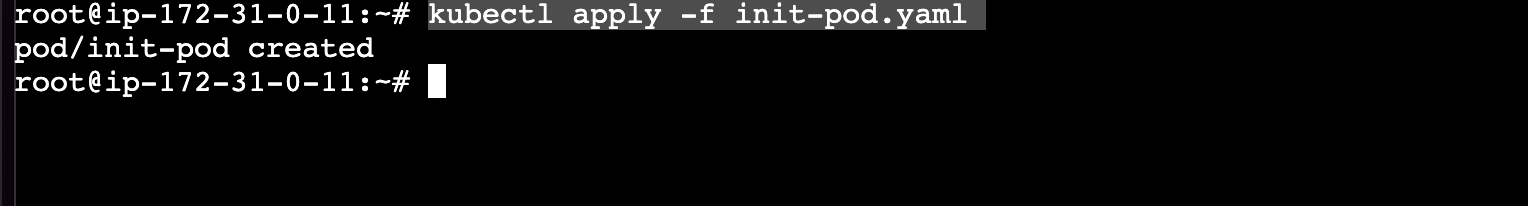 root@ip-172-31-0-11:~# kubectl apply -f init-pod.yaml
pod/init-pod created
root@ip-172-31-0-11:~#